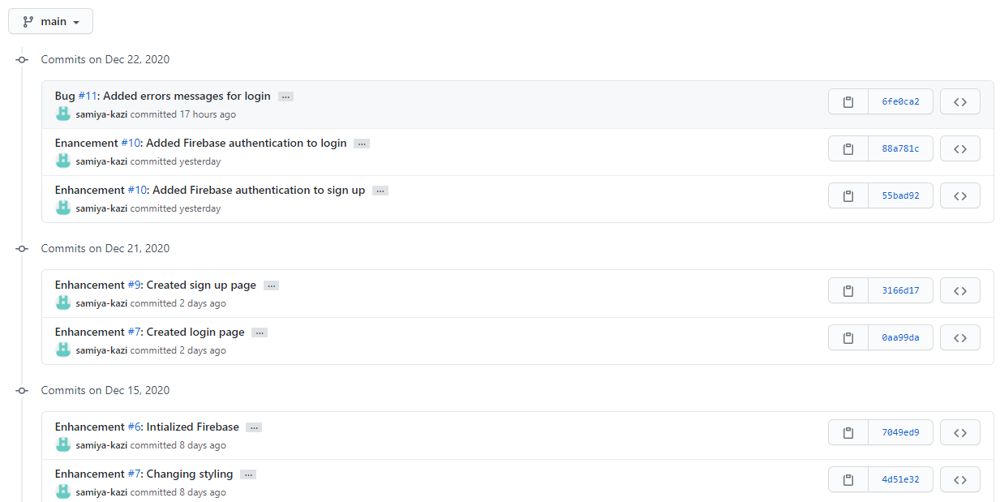 main
Commits on Dec 22, 2020
Bug #11: Added errors messages for login ...
6fe0ca2
samiya-kazi committed 17 hours ago
Enancement #10: Added Firebase authentication to login ...
88a781c
samiya-kazi committed yesterday
Enhancement #10: Added Firebase authentication to sign up ...
55bad92
samiya-kazi committed yesterday
Commits on Dec 21, 2020
Enhancement #9: Created sign up page ...
3166d17
samiya-kazi committed 2 days ago
Enhancement #7: Created login page ...
0aa99da
samiya-kazi committed 2 days ago
Commits on Dec 15, 2020
Enhancement #6: Intialized Firebase ...
7049ed9
samiya-kazi committed 8 days ago
Enhancement #7: Changing styling ...
4d51e32
samiya-kazi committed 8 days ago